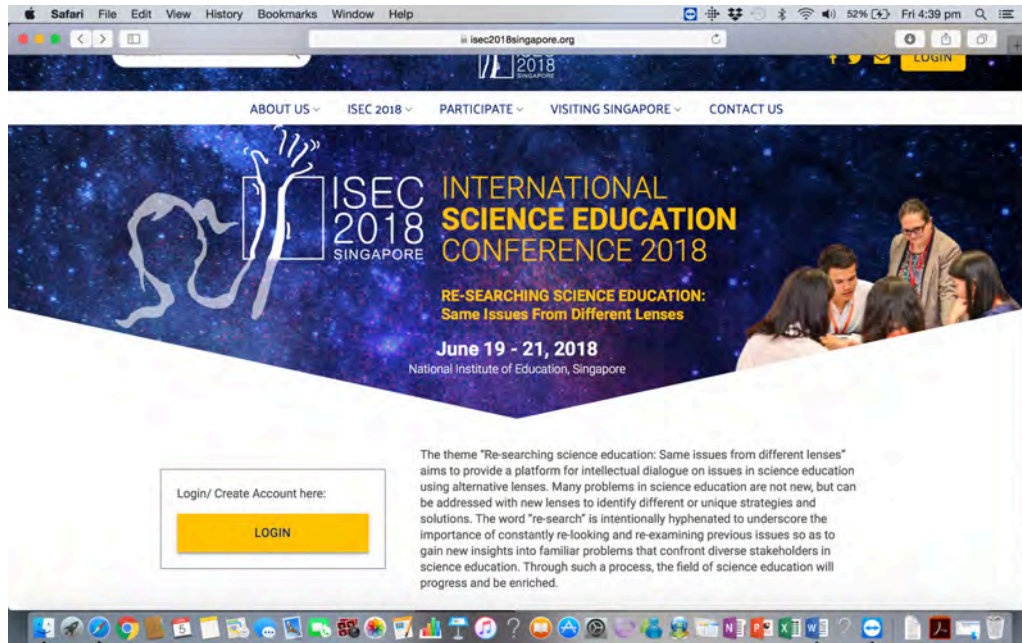 Safari File Edit View History Bookmarks Window Help 52% Fri 4:39 pm
isec2018singapore.org
2018
SINGAPORE
LOGIN
ABOUT US ISEC 2018 PARTICIPATE VISITING SINGAPORE CONTACT US
ISEC
2018
SINGAPORE
INTERNATIONAL
SCIENCE EDUCATION
CONFERENCE 2018
RE-SEARCHING SCIENCE EDUCATION:
Same Issues From Different Lenses
June 19 - 21, 2018
National Institute of Education, Singapore
Login/ Create Account here:
LOGIN
The theme "Re-searching science education: Same issues from different lenses"
aims to provide a platform for intellectual dialogue on issues in science education
using alternative lenses. Many problems in science education are not new, but can
be addressed with new lenses to identify different or unique strategies and
solutions. The word "re-search" is intentionally hyphenated to underscore the
importance of constantly re-looking and re-examining previous issues so as to
gain new insights into familiar problems that confront diverse stakeholders in
science education. Through such a process, the field of science education will
progress and be enriched.